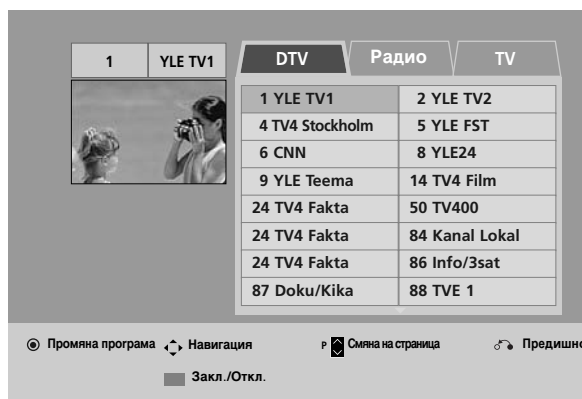 1 YLE TV1
DTV Радио TV
1 YLE TV1 2 YLE TV2
4 TV4 Stockholm 5 YLE FST
6 CNN 8 YLE24
9 YLE Teema 14 TV4 Film
24 TV4 Fakta 50 TV400
24 TV4 Fakta 84 Kanal Lokal
24 TV4 Fakta 86 Info/3sat
87 Doku/Kika 88 TVE 1
Промяна програма Навигация P Смяна на страница Предишно
Закл./Откл.